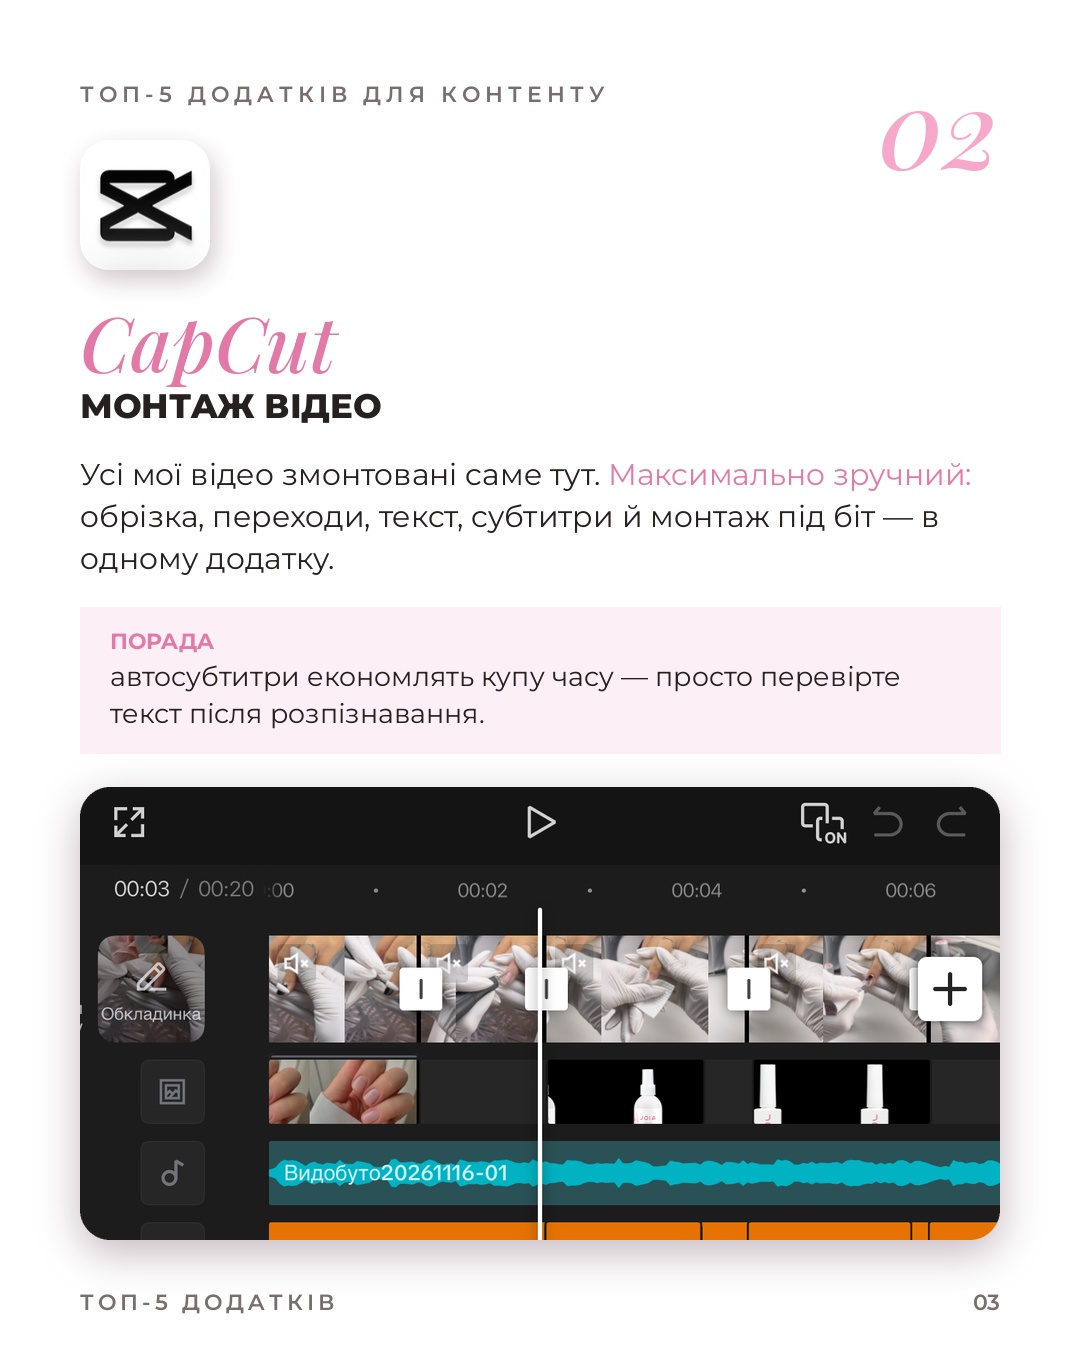 ТОП-5 ДОДАТКІВ ДЛЯ КОНТЕНТУ
02
CapCut
МОНТАЖ ВІДЕО
Усі мої відео змонтовані саме тут. Максимально зручний:
обрізка, переходи, текст, субтитри й монтаж під біт — в
одному додатку.
ПОРАДА
автосубтитри економлять купу часу — просто перевірте
текст після розпізнавання.
ON
00:03 / 00:20 :00 00:02 00:04 00:06
Обкладинка
Видобуто20261116-01
ТОП-5 ДОДАТКІВ
03